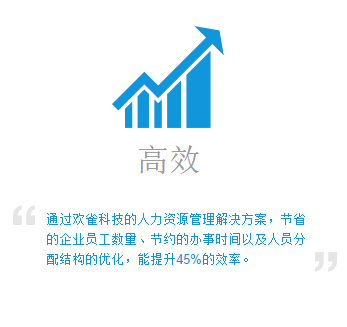 高效
通过欢雀科技的人力资源管理解决方案，节省
的企业员工数量、节约的办事时间以及人员分
配结构的优化，能提升45%的效率。